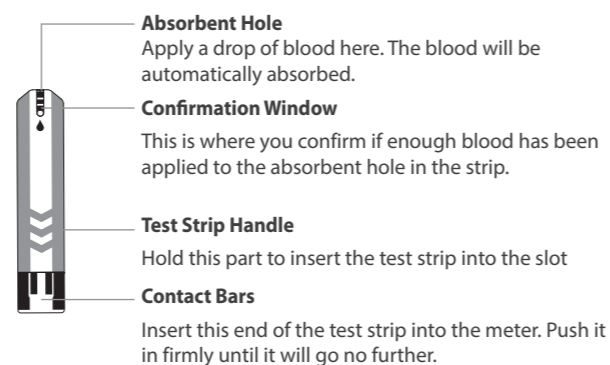 Absorbent Hole
Apply a drop of blood here. The blood will be
automatically absorbed.
Confirmation Window
This is where you confirm if enough blood has been
applied to the absorbent hole in the strip.
Test Strip Handle
Hold this part to insert the test strip into the slot
Contact Bars
Insert this end of the test strip into the meter. Push it
in firmly until it will go no further.